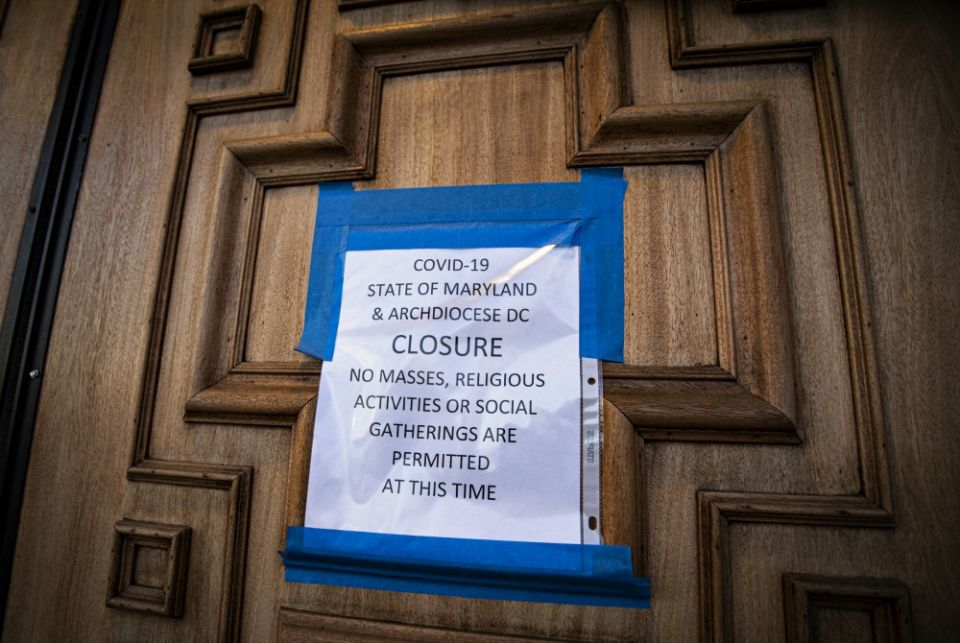 COVID-19
STATE OF MARYLAND
& ARCHDIOCESE DC
CLOSURE
NO MASSES, RELIGIOUS
ACTIVITIES OR SOCIAL
GATHERINGS ARE
PERMITTED
AT THIS TIME